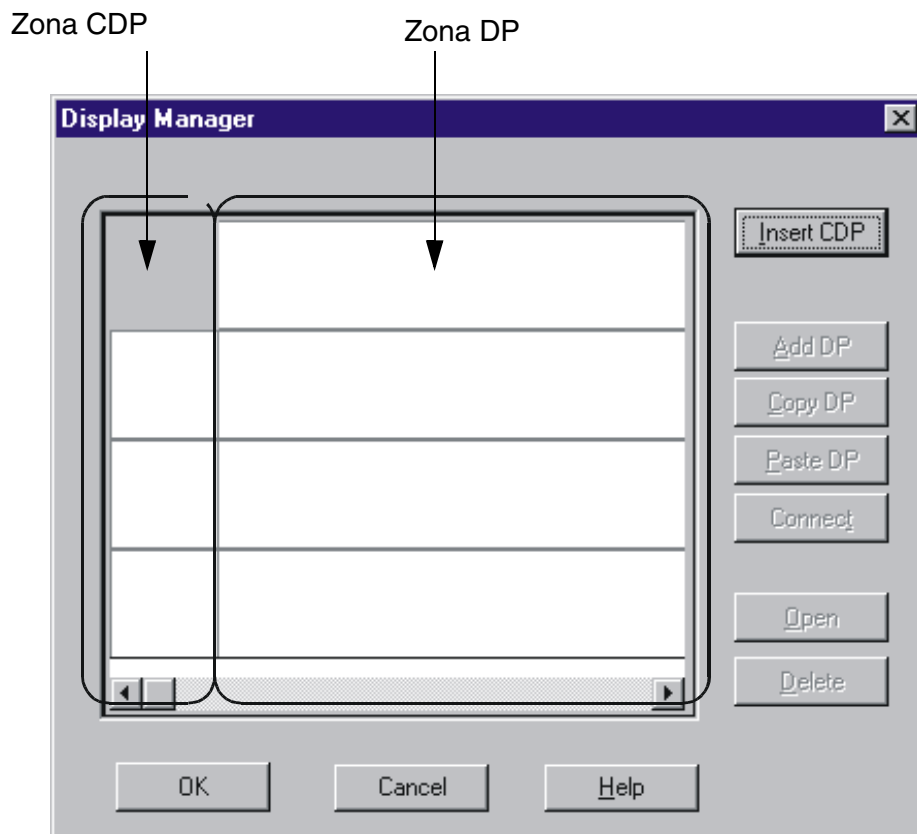 Zona CDP
Zona DP
Display Manager
Insert CDP
Add DP
Copy DP
Paste DP
Connect
Open
Delete
OK
Cancel
Help